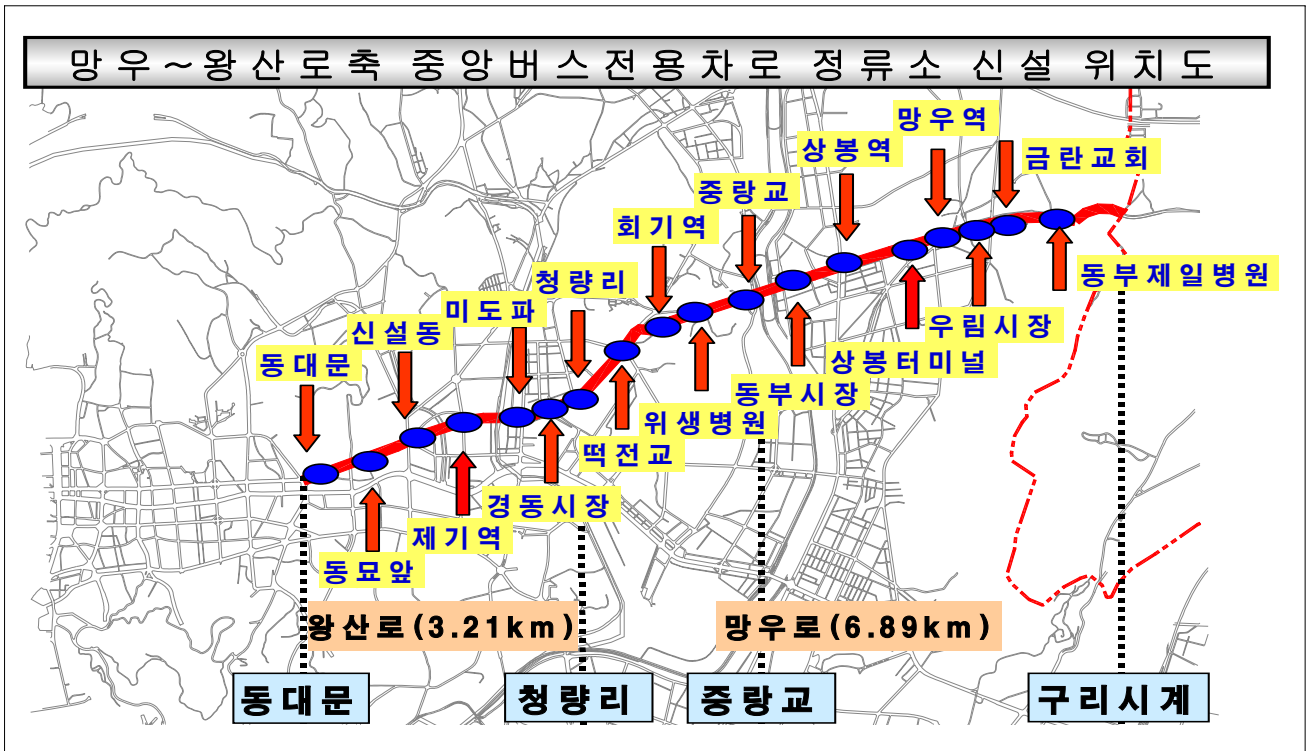 망우~왕산로축 중앙버스전용차로 정류소 신설 위치도
망우역
상봉역
금란교회
중랑교
회기역
청량리
동부제일병원
미도파
우림시장
신설동
상봉터미널
동대문
동부시장
위생병원
떡전교
경동시장
제기역
동묘앞
왕산로(3.21km)
망우로(6.89km)
동대문
청량리
중랑교
구리시계